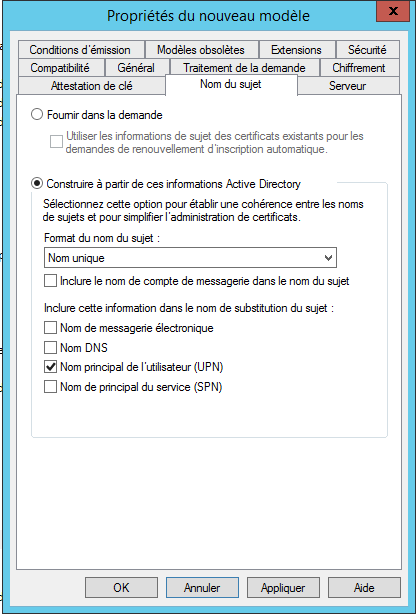 Propriétés du nouveau modèle
x
Conditions d'émission Modèles obsolètes Extensions Sécurité
Compatibilité Général Traitement de la demande Chiffrement
Attestation de clé Nom du sujet Serveur
Fournir dans la demande
Utiliser les informations de sujet des certificats existants pour les
demandes de renouvellement d'inscription automatique.
Construire à partir de ces informations Active Directory
Sélectionnez cette option pour établir une cohérence entre les noms
de sujets et pour simplifier l'administration de certificats.
Format du nom du sujet :
Nom unique
Inclure le nom de compte de messagerie dans le nom du sujet
Inclure cette information dans le nom de substitution du sujet :
Nom de messagerie électronique
Nom DNS
Nom principal de l'utilisateur (UPN)
Nom de principal du service (SPN)
OK Annuler Appliquer Aide